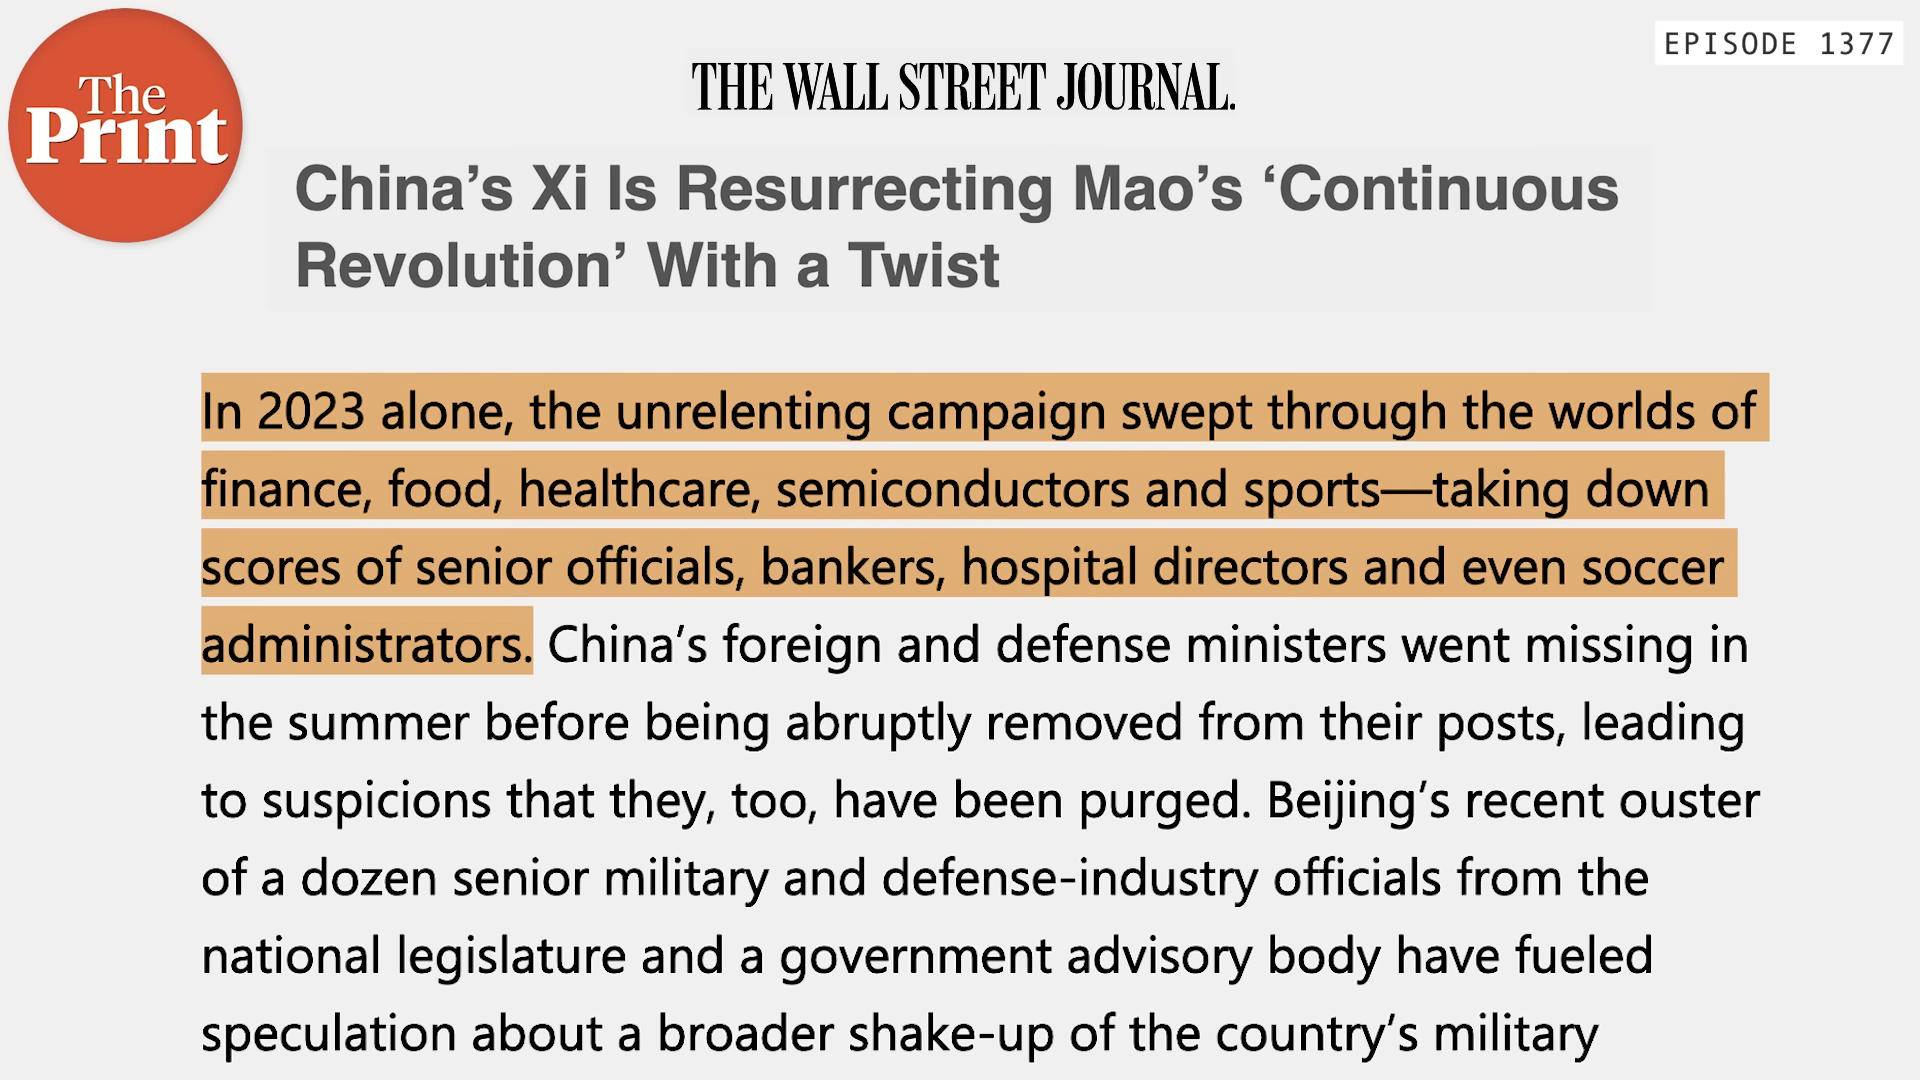 The
Print
EPISODE 1377
THE WALL STREET JOURNAL.
China’s Xi Is Resurrecting Mao’s ‘Continuous
Revolution’ With a Twist
In 2023 alone, the unrelenting campaign swept through the worlds of
finance, food, healthcare, semiconductors and sports—taking down
scores of senior officials, bankers, hospital directors and even soccer
administrators. China’s foreign and defense ministers went missing in
the summer before being abruptly removed from their posts, leading
to suspicions that they, too, have been purged. Beijing’s recent ouster
of a dozen senior military and defense-industry officials from the
national legislature and a government advisory body have fueled
speculation about a broader shake-up of the country’s military